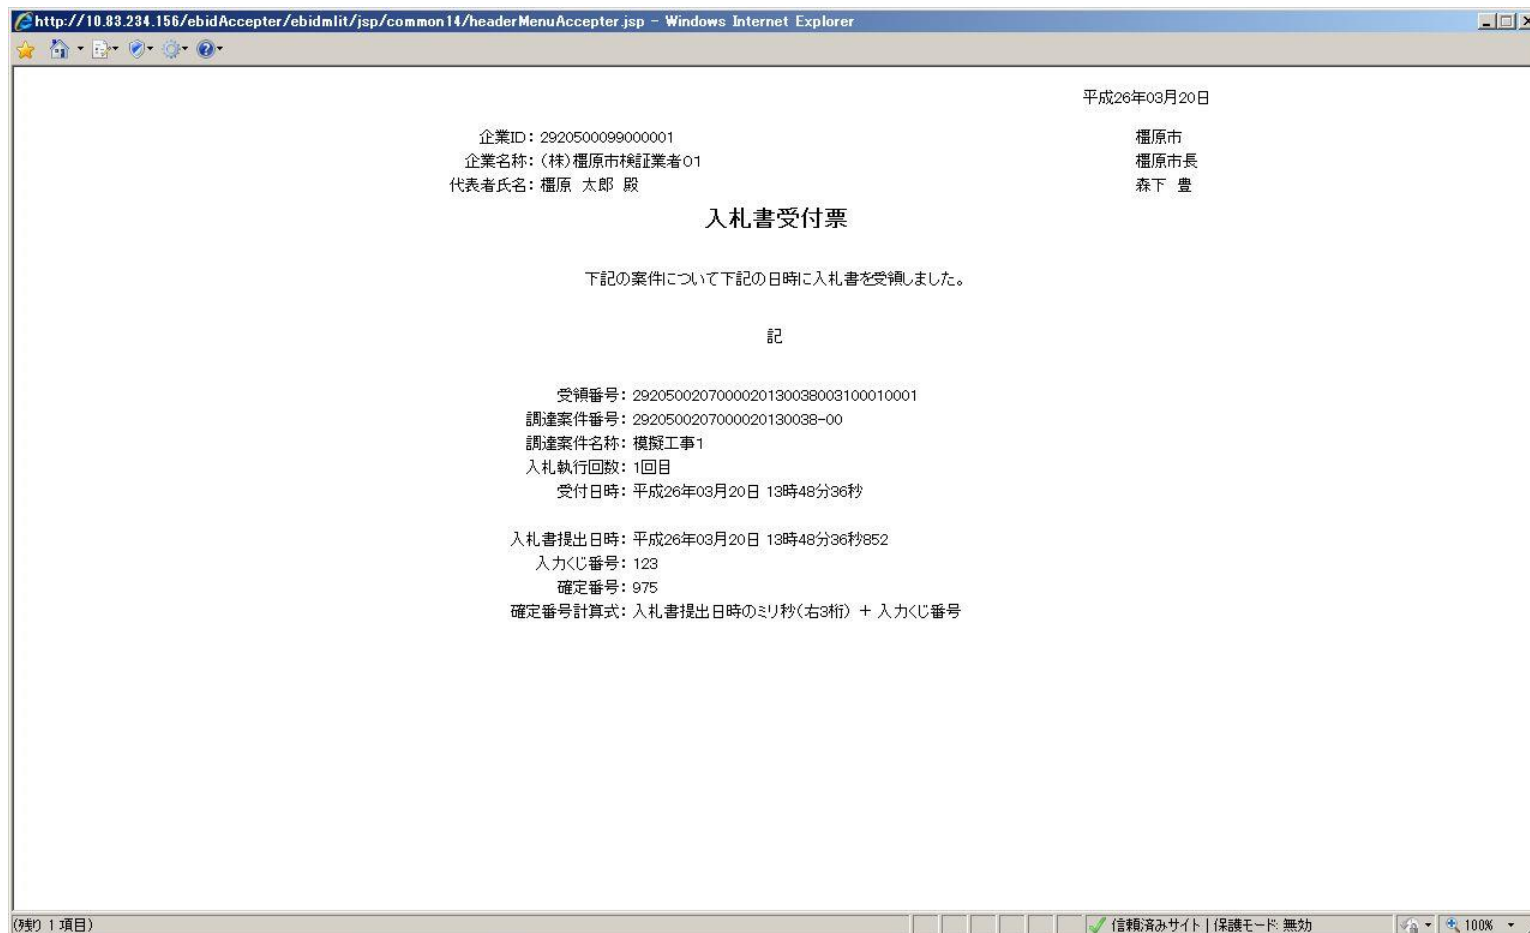 http://10.83.234.156/ebidAccepter/ebidmlit/jsp/common14/headerMenuAccepter.jsp - Windows Internet Explorer
平成26年03月20日
企業ID: 2920500099000001
橿原市
企業名称: (株)橿原市検証業者01
橿原市長
代表者氏名: 橿原 太郎 殿
森下 豊
入札書受付票
下記の案件について下記の日時に入札書を受領しました。
記
受領番号: 2920500207000020130038003100010001
調達案件番号: 2920500207000020130038-00
調達案件名称: 模擬工事1
入札執行回数: 1回目
受付日時: 平成26年03月20日 13時48分36秒
入札書提出日時: 平成26年03月20日 13時48分36秒852
入力くじ番号: 123
確定番号: 975
確定番号計算式: 入札書提出日時のミリ秒(右3桁) + 入力くじ番号
(残り 1 項目)
信頼済みサイト | 保護モード: 無効
100%